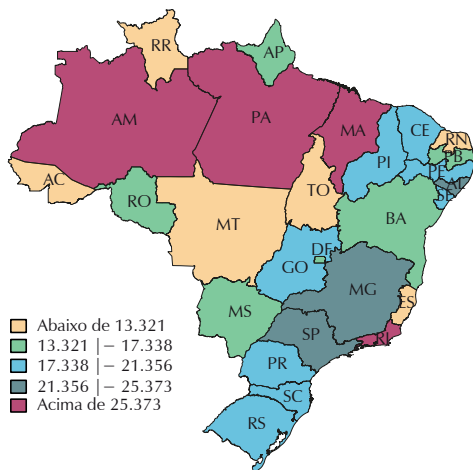 RR
AP
AM
PA
MA
CE
RN
PB
PI
PE
AL
SE
AC
TO
RO
BA
MT
DF
GO
MG
ES
MS
SP
RJ
PR
SC
RS
Abaixo de 13.321
13.321 |− 17.338
17.338 |− 21.356
21.356 |− 25.373
Acima de 25.373